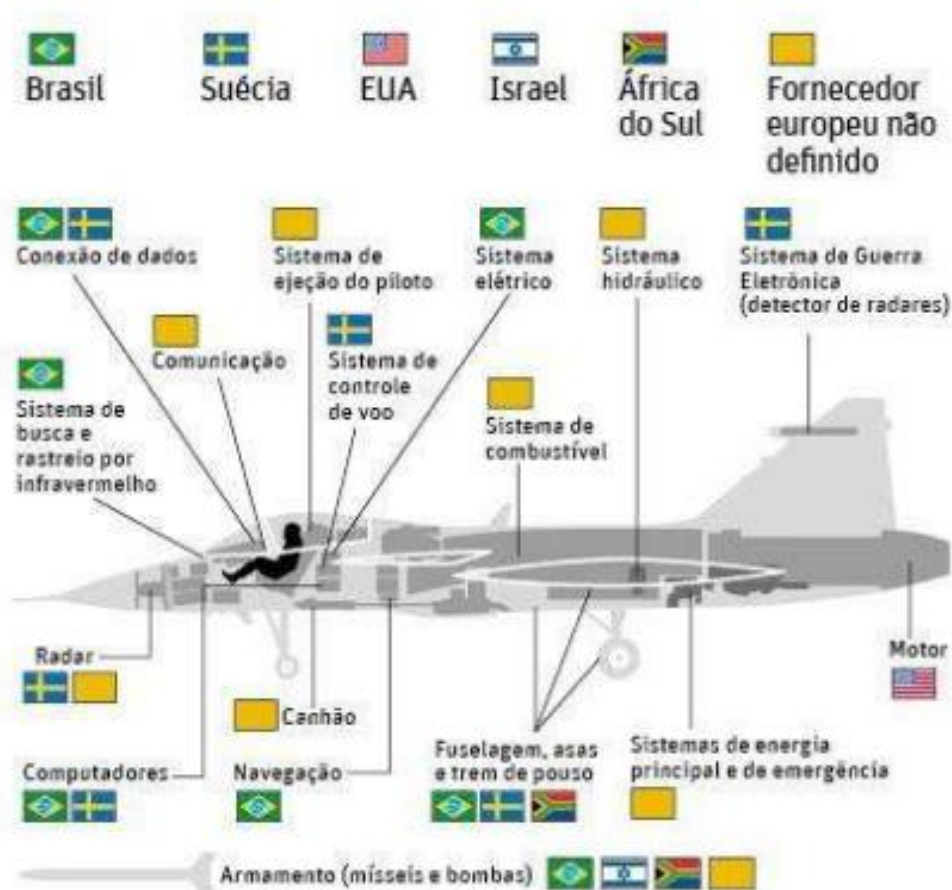 Brasil
Suécia
EUA
Israel
África
do Sul
Fornecedor
europeu não
definido
Conexão de dados
Sistema de
ejeção do piloto
Sistema
elétrico
Sistema
hidráulico
Sistema de Guerra
Eletrônica
(detector de radares)
Comunicação
Sistema de
controle
de voo
Sistema de
busca e
rastreio por
infravermelho
Sistema de
combustível
Radar
Canhão
Motor
Computadores
Navegação
Fuselagem, asas
e trem de pouso
Sistemas de energia
principal e de emergência
Armamento (mísseis e bombas)